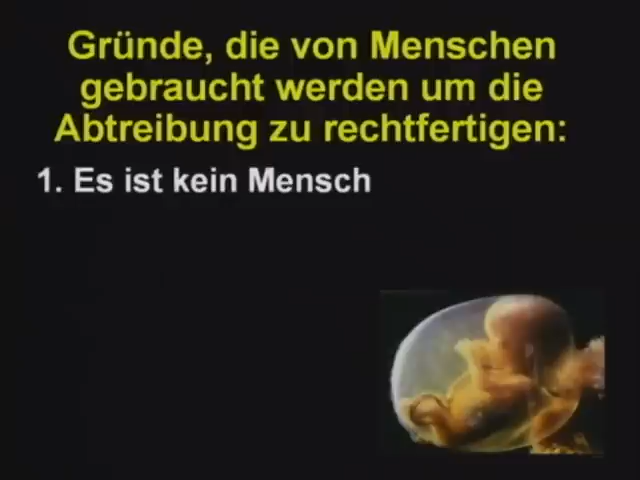 Gründe, die von Menschen
gebraucht werden um die
Abtreibung zu rechtfertigen:
1. Es ist kein Mensch